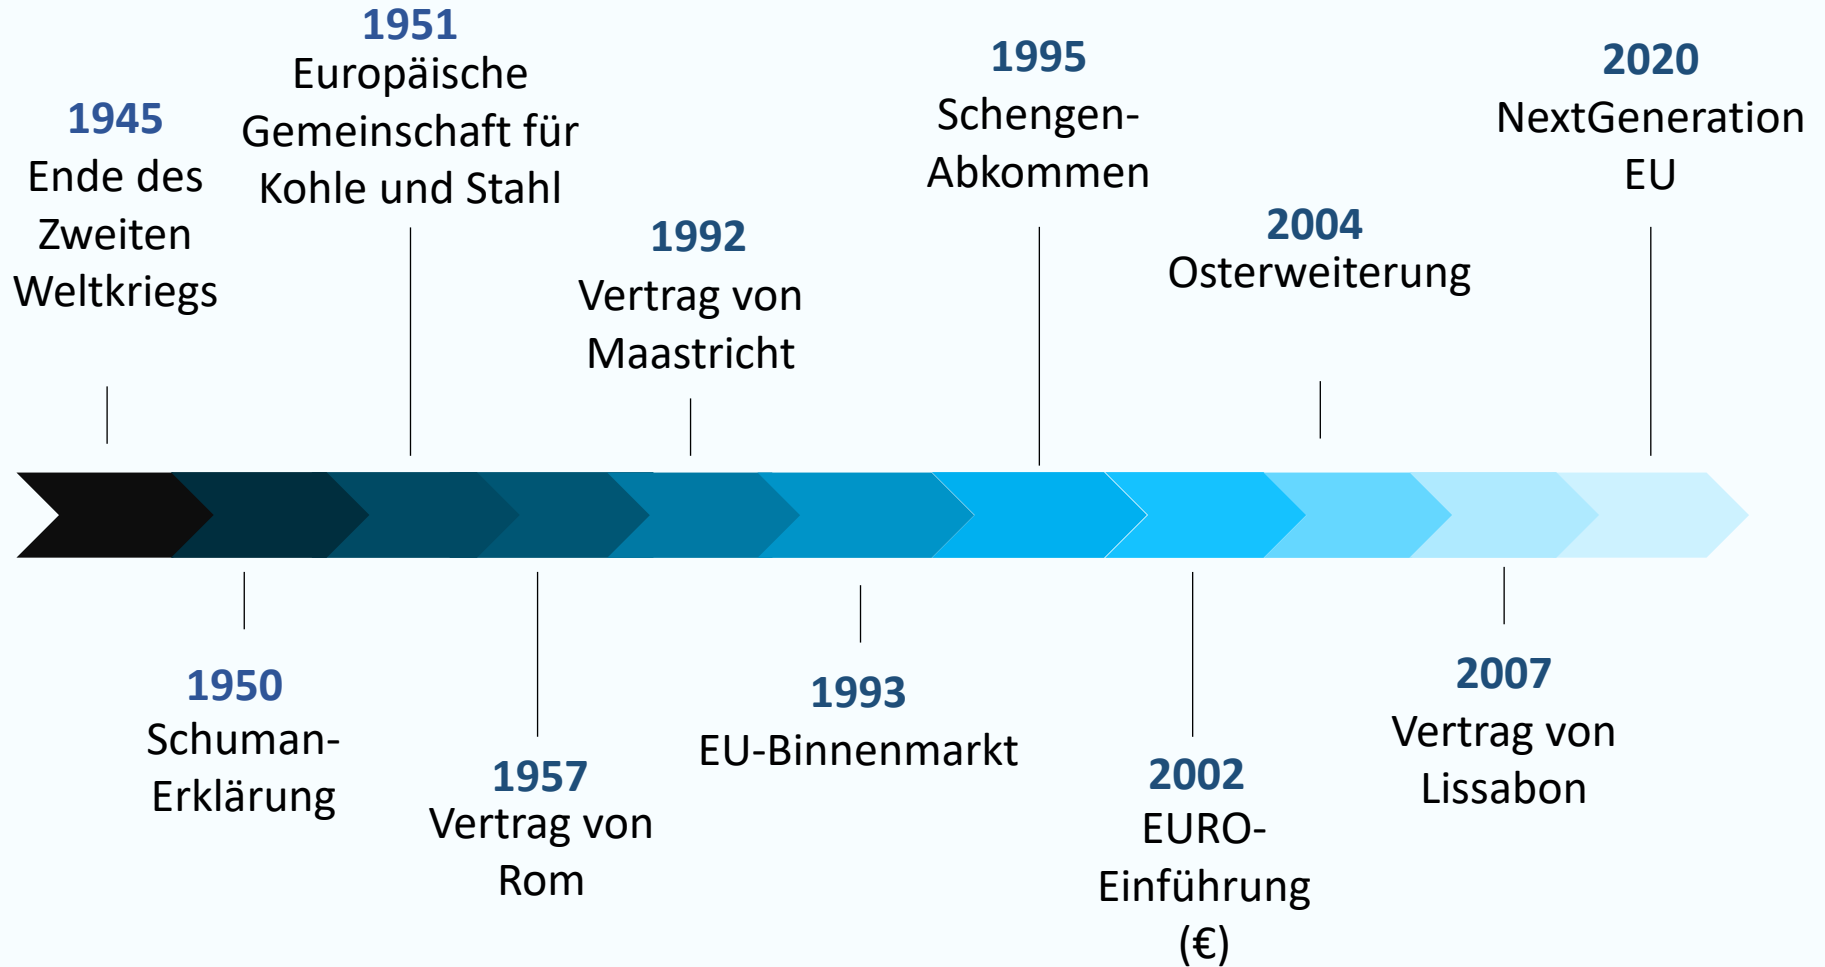 1945
Ende des
Zweiten
Weltkriegs
1950
Schuman-
Erklärung
1951
Europäische
Gemeinschaft für
Kohle und Stahl
1957
Vertrag von
Rom
1992
Vertrag von
Maastricht
1993
EU-Binnenmarkt
1995
Schengen-
Abkommen
2002
EURO-
Einführung
(€)
2004
Osterweiterung
2007
Vertrag von
Lissabon
2020
NextGeneration
EU